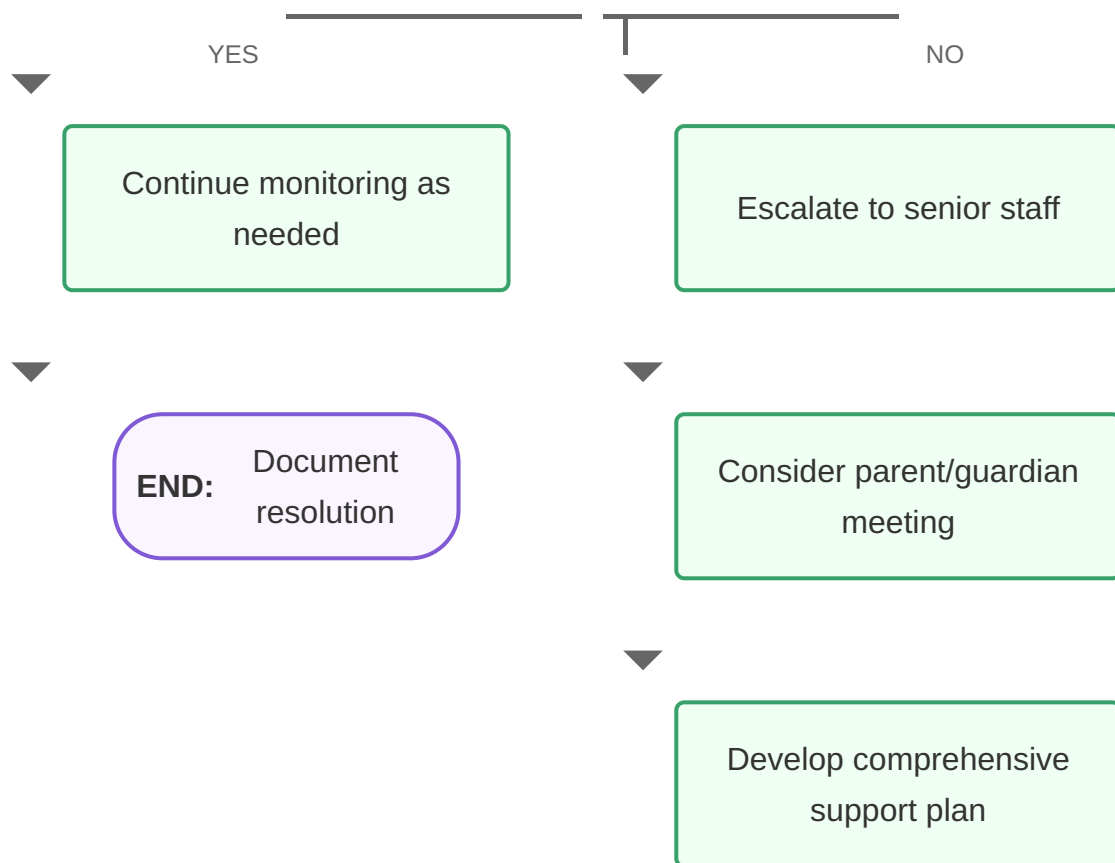 YES
NO
Continue monitoring as
needed
Escalate to senior staff
END:
Document
resolution
Consider parent/guardian
meeting
Develop comprehensive
support plan